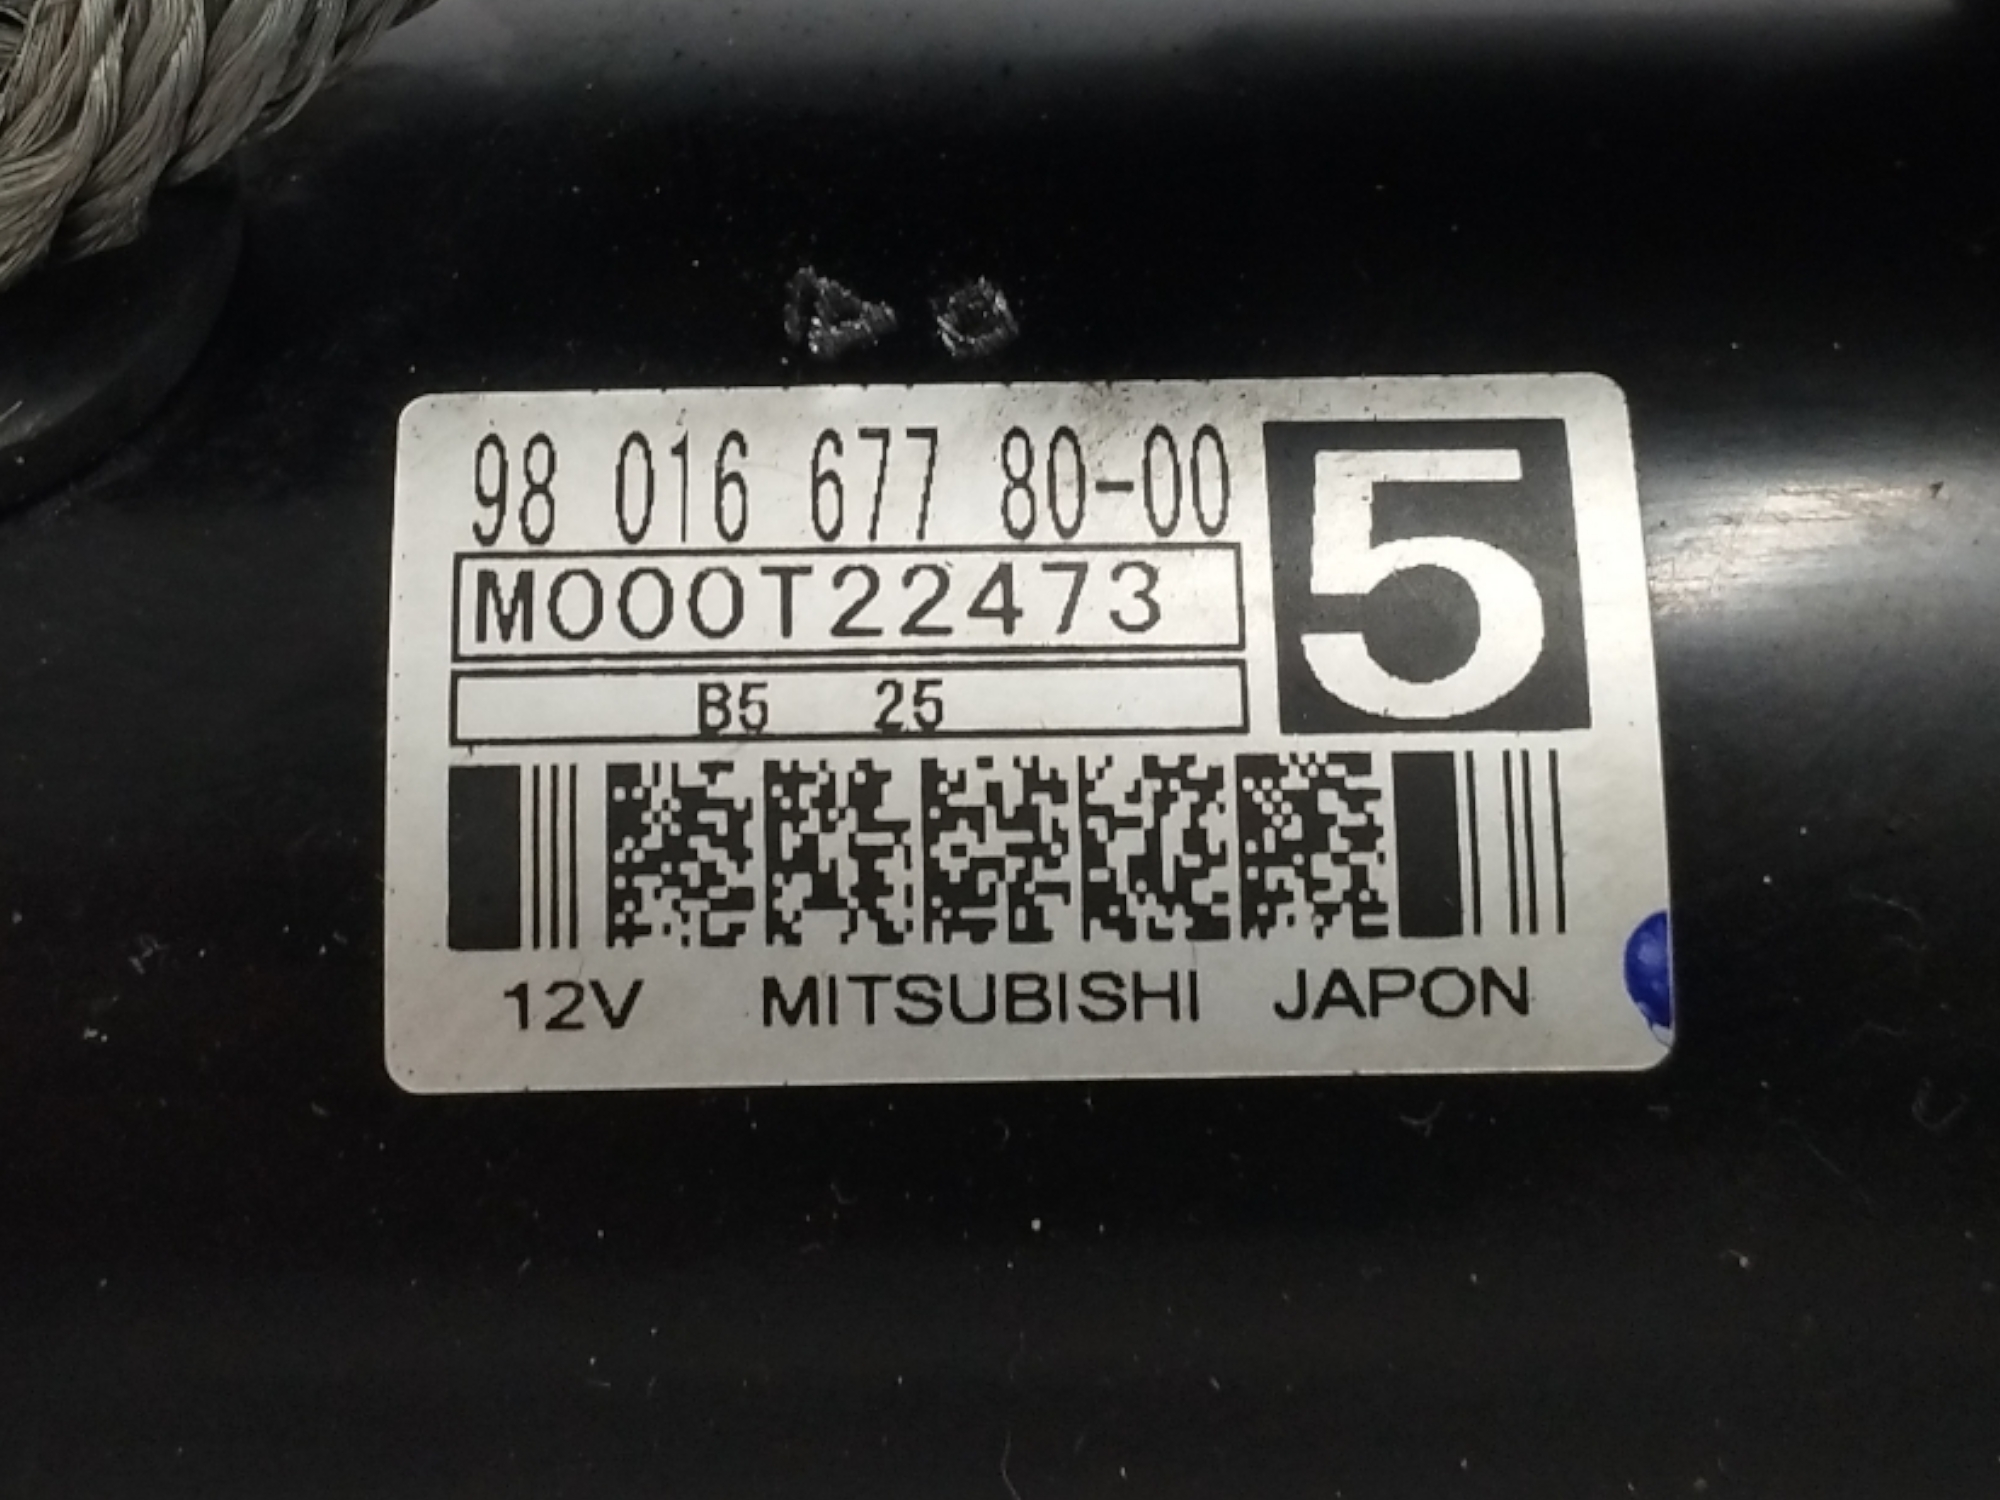 98 016 677 80-00
5
M000T22473
B5 25
12V MITSUBISHI JAPON